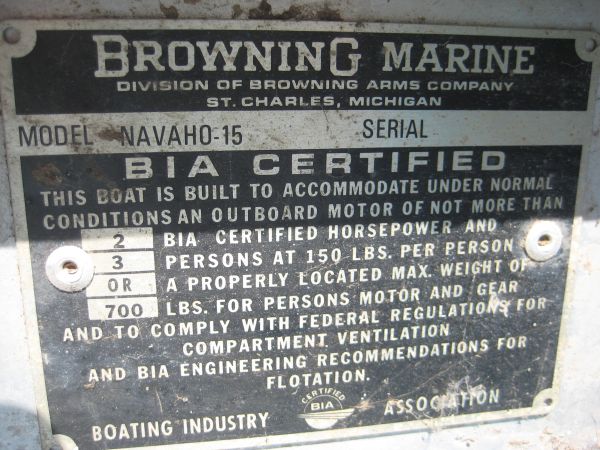 BROWNING MARINE
DIVISION OF BROWNING ARMS COMPANY
ST. CHARLES, MICHIGAN
MODEL NAVAHO-15 SERIAL
BIA CERTIFIED
THIS BOAT IS BUILT TO ACCOMMODATE UNDER NORMAL
CONDITIONS AN OUTBOARD MOTOR OF NOT MORE THAN
2 BIA CERTIFIED HORSEPOWER AND
3 PERSONS AT 150 LBS. PER PERSON
OR A PROPERLY LOCATED MAX. WEIGHT OF
700 LBS. FOR PERSONS MOTOR AND GEAR
AND TO COMPLY WITH FEDERAL REGULATIONS FOR
COMPARTMENT VENTILATION
AND BIA ENGINEERING RECOMMENDATIONS FOR
FLOTATION.
CERTIFIED
BIA
BOATING INDUSTRY ASSOCIATION